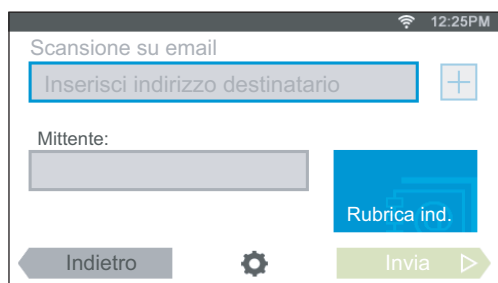 12:25PM
Scansione su email
Inserisci indirizzo destinatario
Mittente:
Rubrica ind.
Indietro
Invia